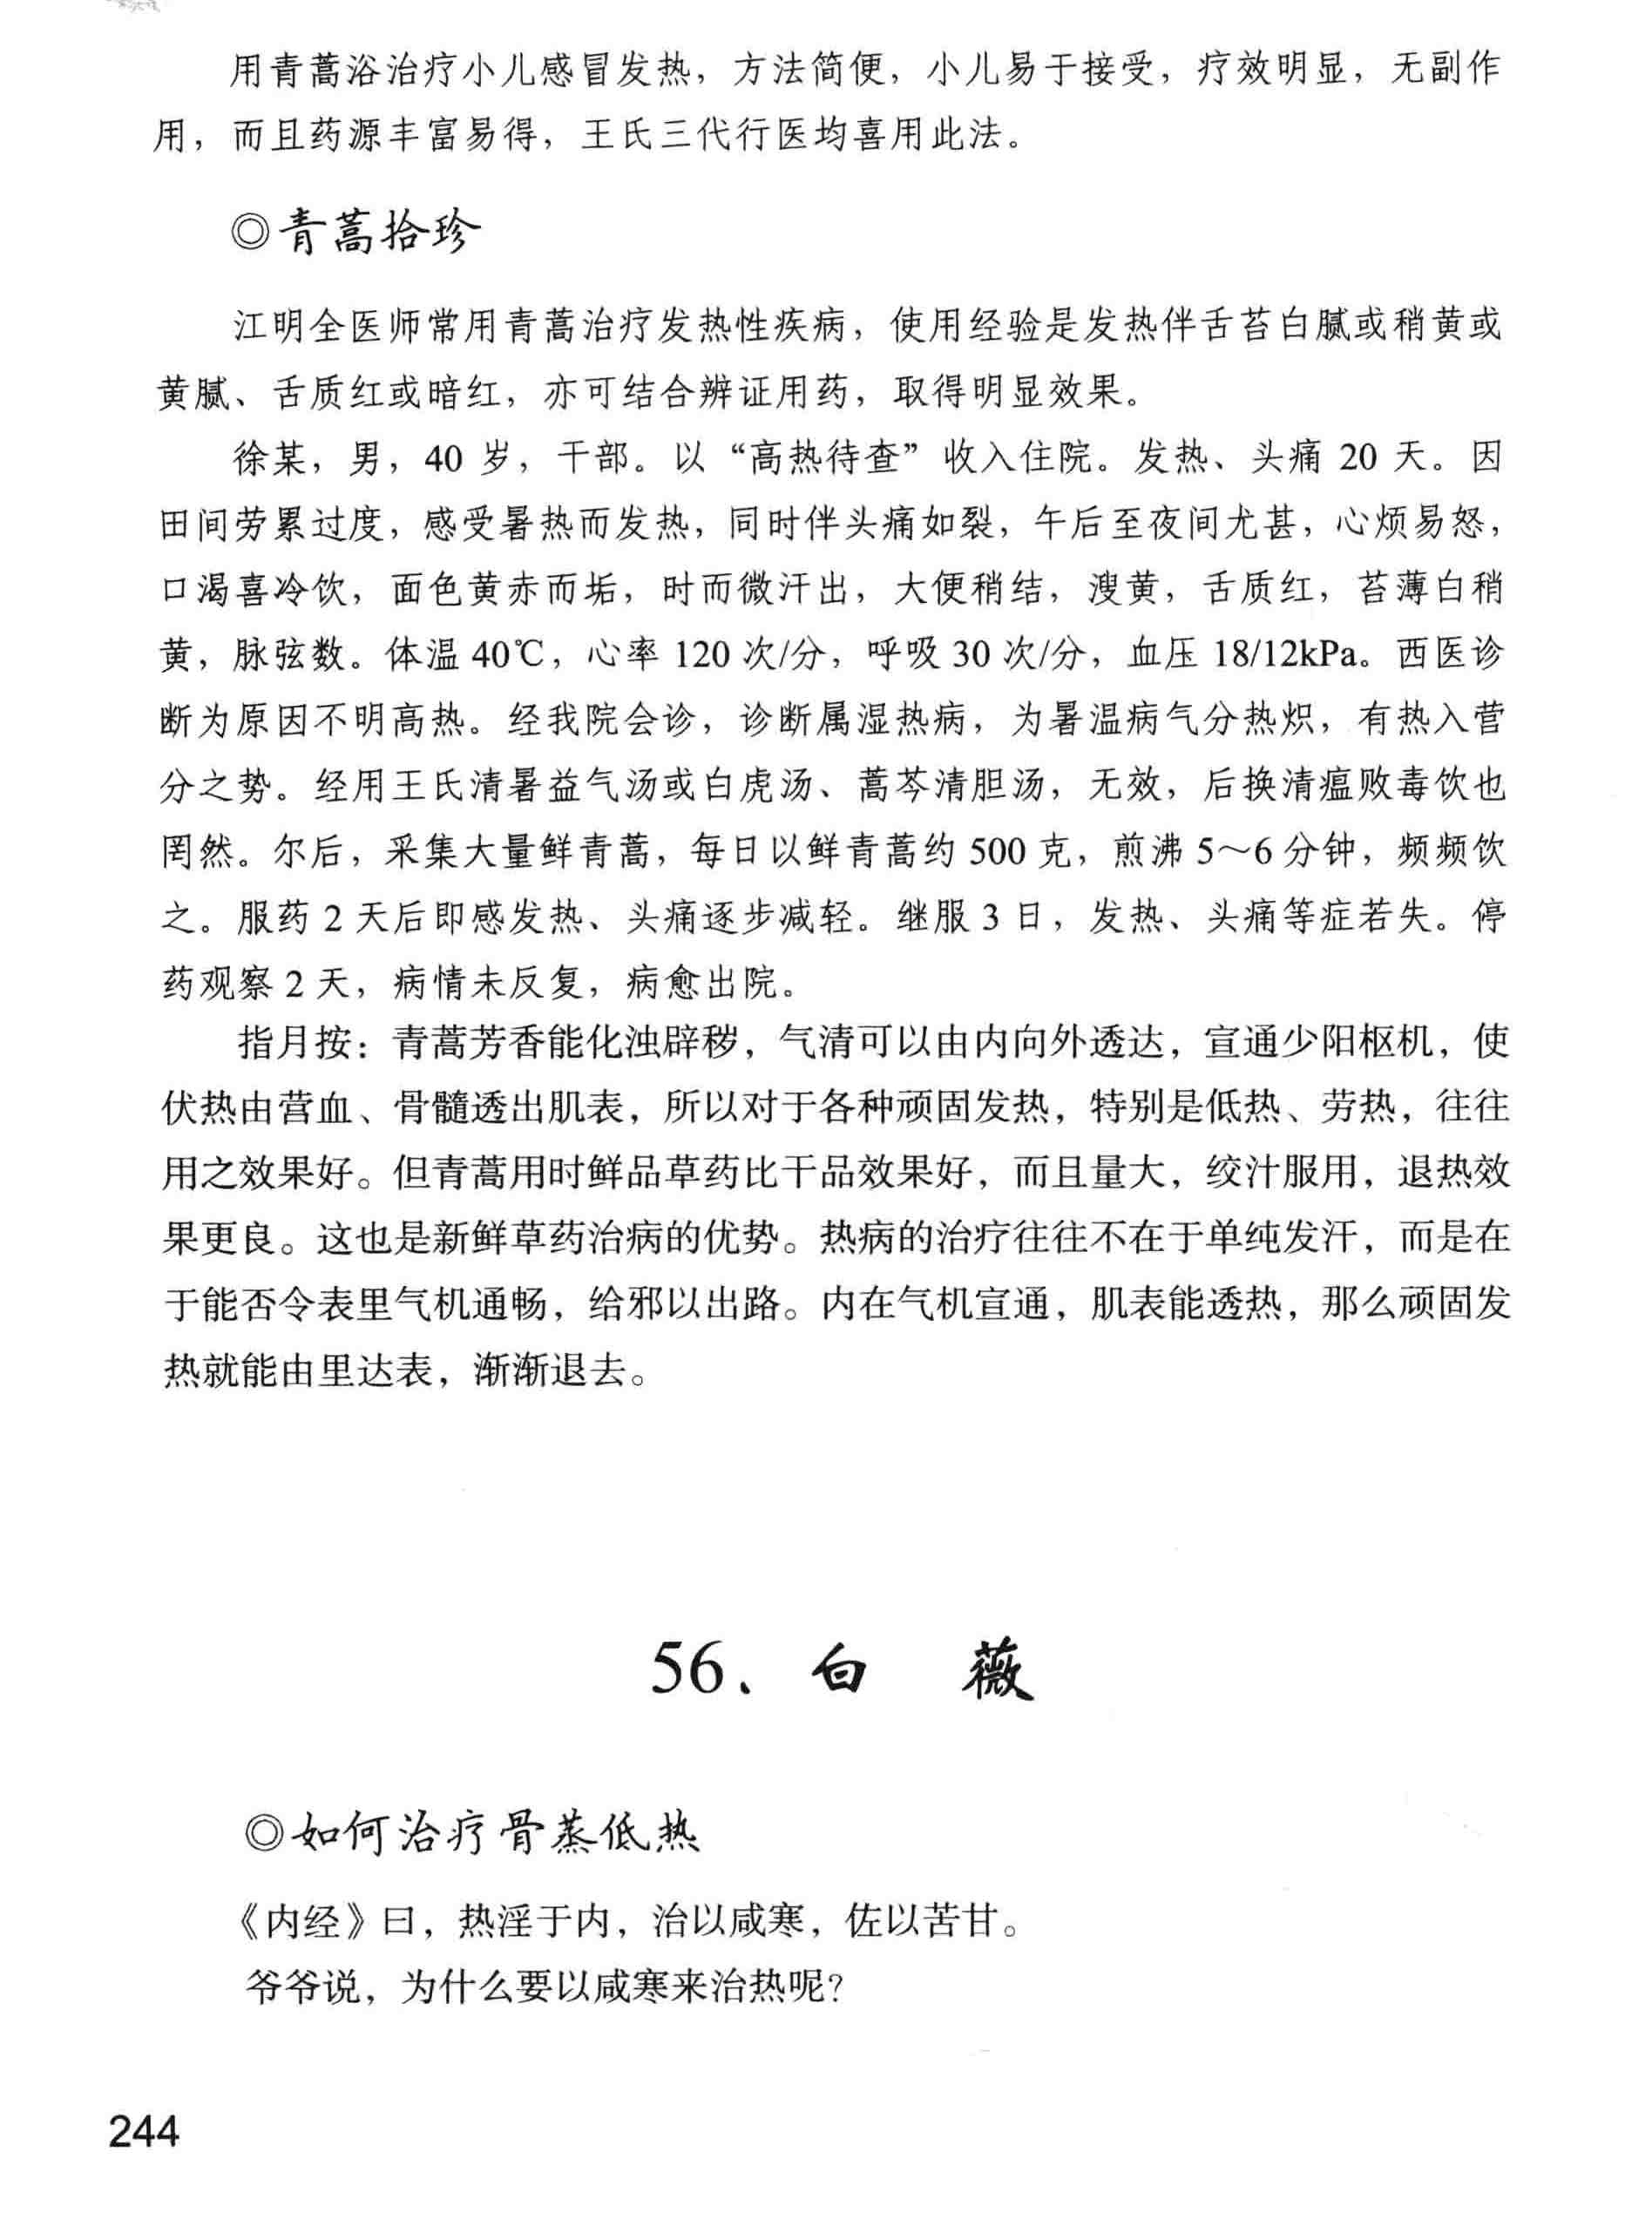 用青蒿浴治疗小儿感冒发热，方法简便，小儿易于接受，疗效明显，无副作
用，而且药源丰富易得，王氏三代行医均喜用此法。
◎青蒿拾珍
江明全医师常用青蒿治疗发热性疾病，使用经验是发热伴舌苔白腻或稍黄或
黄腻、舌质红或暗红，亦可结合辨证用药，取得明显效果。
徐某，男，40 岁，干部。以“高热待查”收入住院。发热、头痛 20 天。因
田间劳累过度，感受暑热而发热，同时伴头痛如裂，午后至夜间尤甚，心烦易怒，
口渴喜冷饮，面色黄赤而垢，时而微汗出，大便稍结，溲黄，舌质红，苔薄白稍
黄，脉弦数。体温 40℃，心率 120 次/分，呼吸 30 次/分，血压 18/12kPa。西医诊
断为原因不明高热。经我院会诊，诊断属湿热病，为暑温病气分热炽，有热入营
分之势。经用王氏清暑益气汤或白虎汤、蒿芩清胆汤，无效，后换清瘟败毒饮也
罔然。尔后，采集大量鲜青蒿，每日以鲜青蒿约 500 克，煎沸 5～6 分钟，频频饮
之。服药 2 天后即感发热、头痛逐步减轻。继服 3 日，发热、头痛等症若失。停
药观察 2 天，病情未反复，病愈出院。
指月按：青蒿芳香能化浊辟秽，气清可以由内向外透达，宣通少阳枢机，使
伏热由营血、骨髓透出肌表，所以对于各种顽固发热，特别是低热、劳热，往往
用之效果好。但青蒿用时鲜品草药比干品效果好，而且量大，绞汁服用，退热效
果更良。这也是新鲜草药治病的优势。热病的治疗往往不在于单纯发汗，而是在
于能否令表里气机通畅，给邪以出路。内在气机宣通，肌表能透热，那么顽固发
热就能由里达表，渐渐退去。
56、白 薇
◎如何治疗骨蒸低热
《内经》曰，热淫于内，治以咸寒，佐以苦甘。
爷爷说，为什么要以咸寒来治热呢？
244